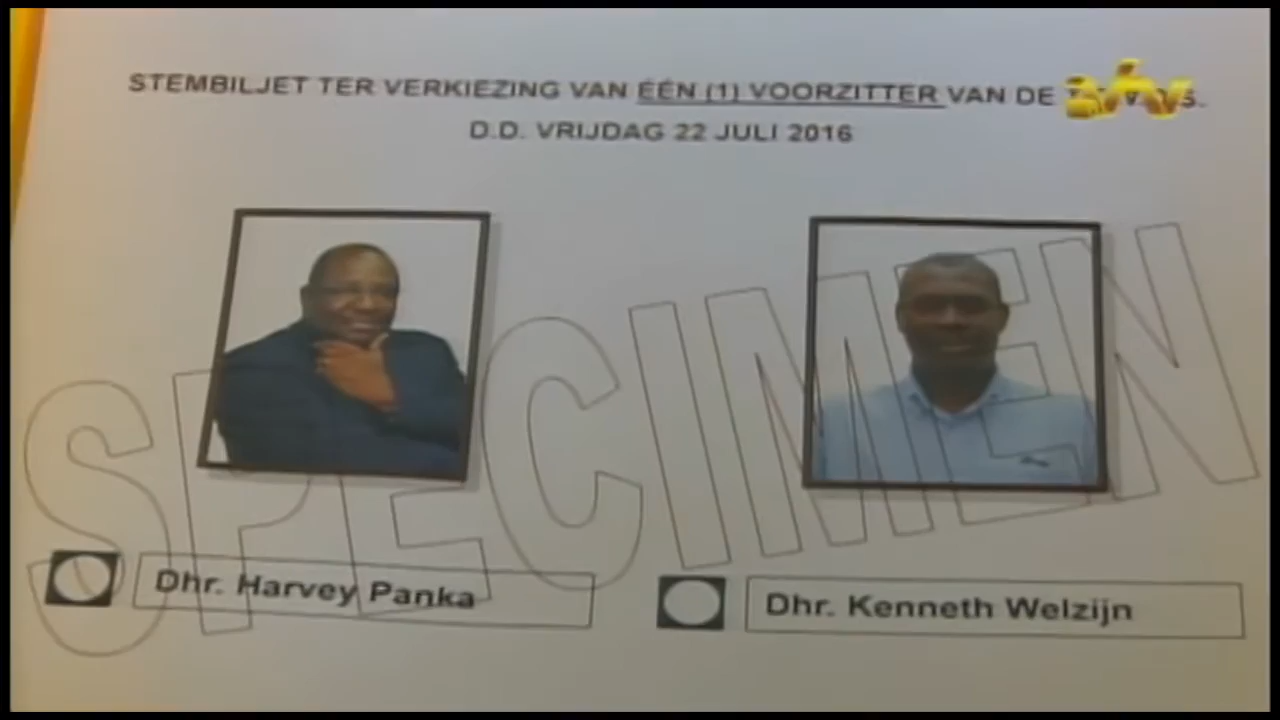 STEMBILJET TER VERKIEZING VAN ÉÉN (1) VOORZITTER VAN DE
D.D. VRIJDAG 22 JULI 2016
SPECIMEN
Dhr. Harvey Panka
Dhr. Kenneth Welzijn